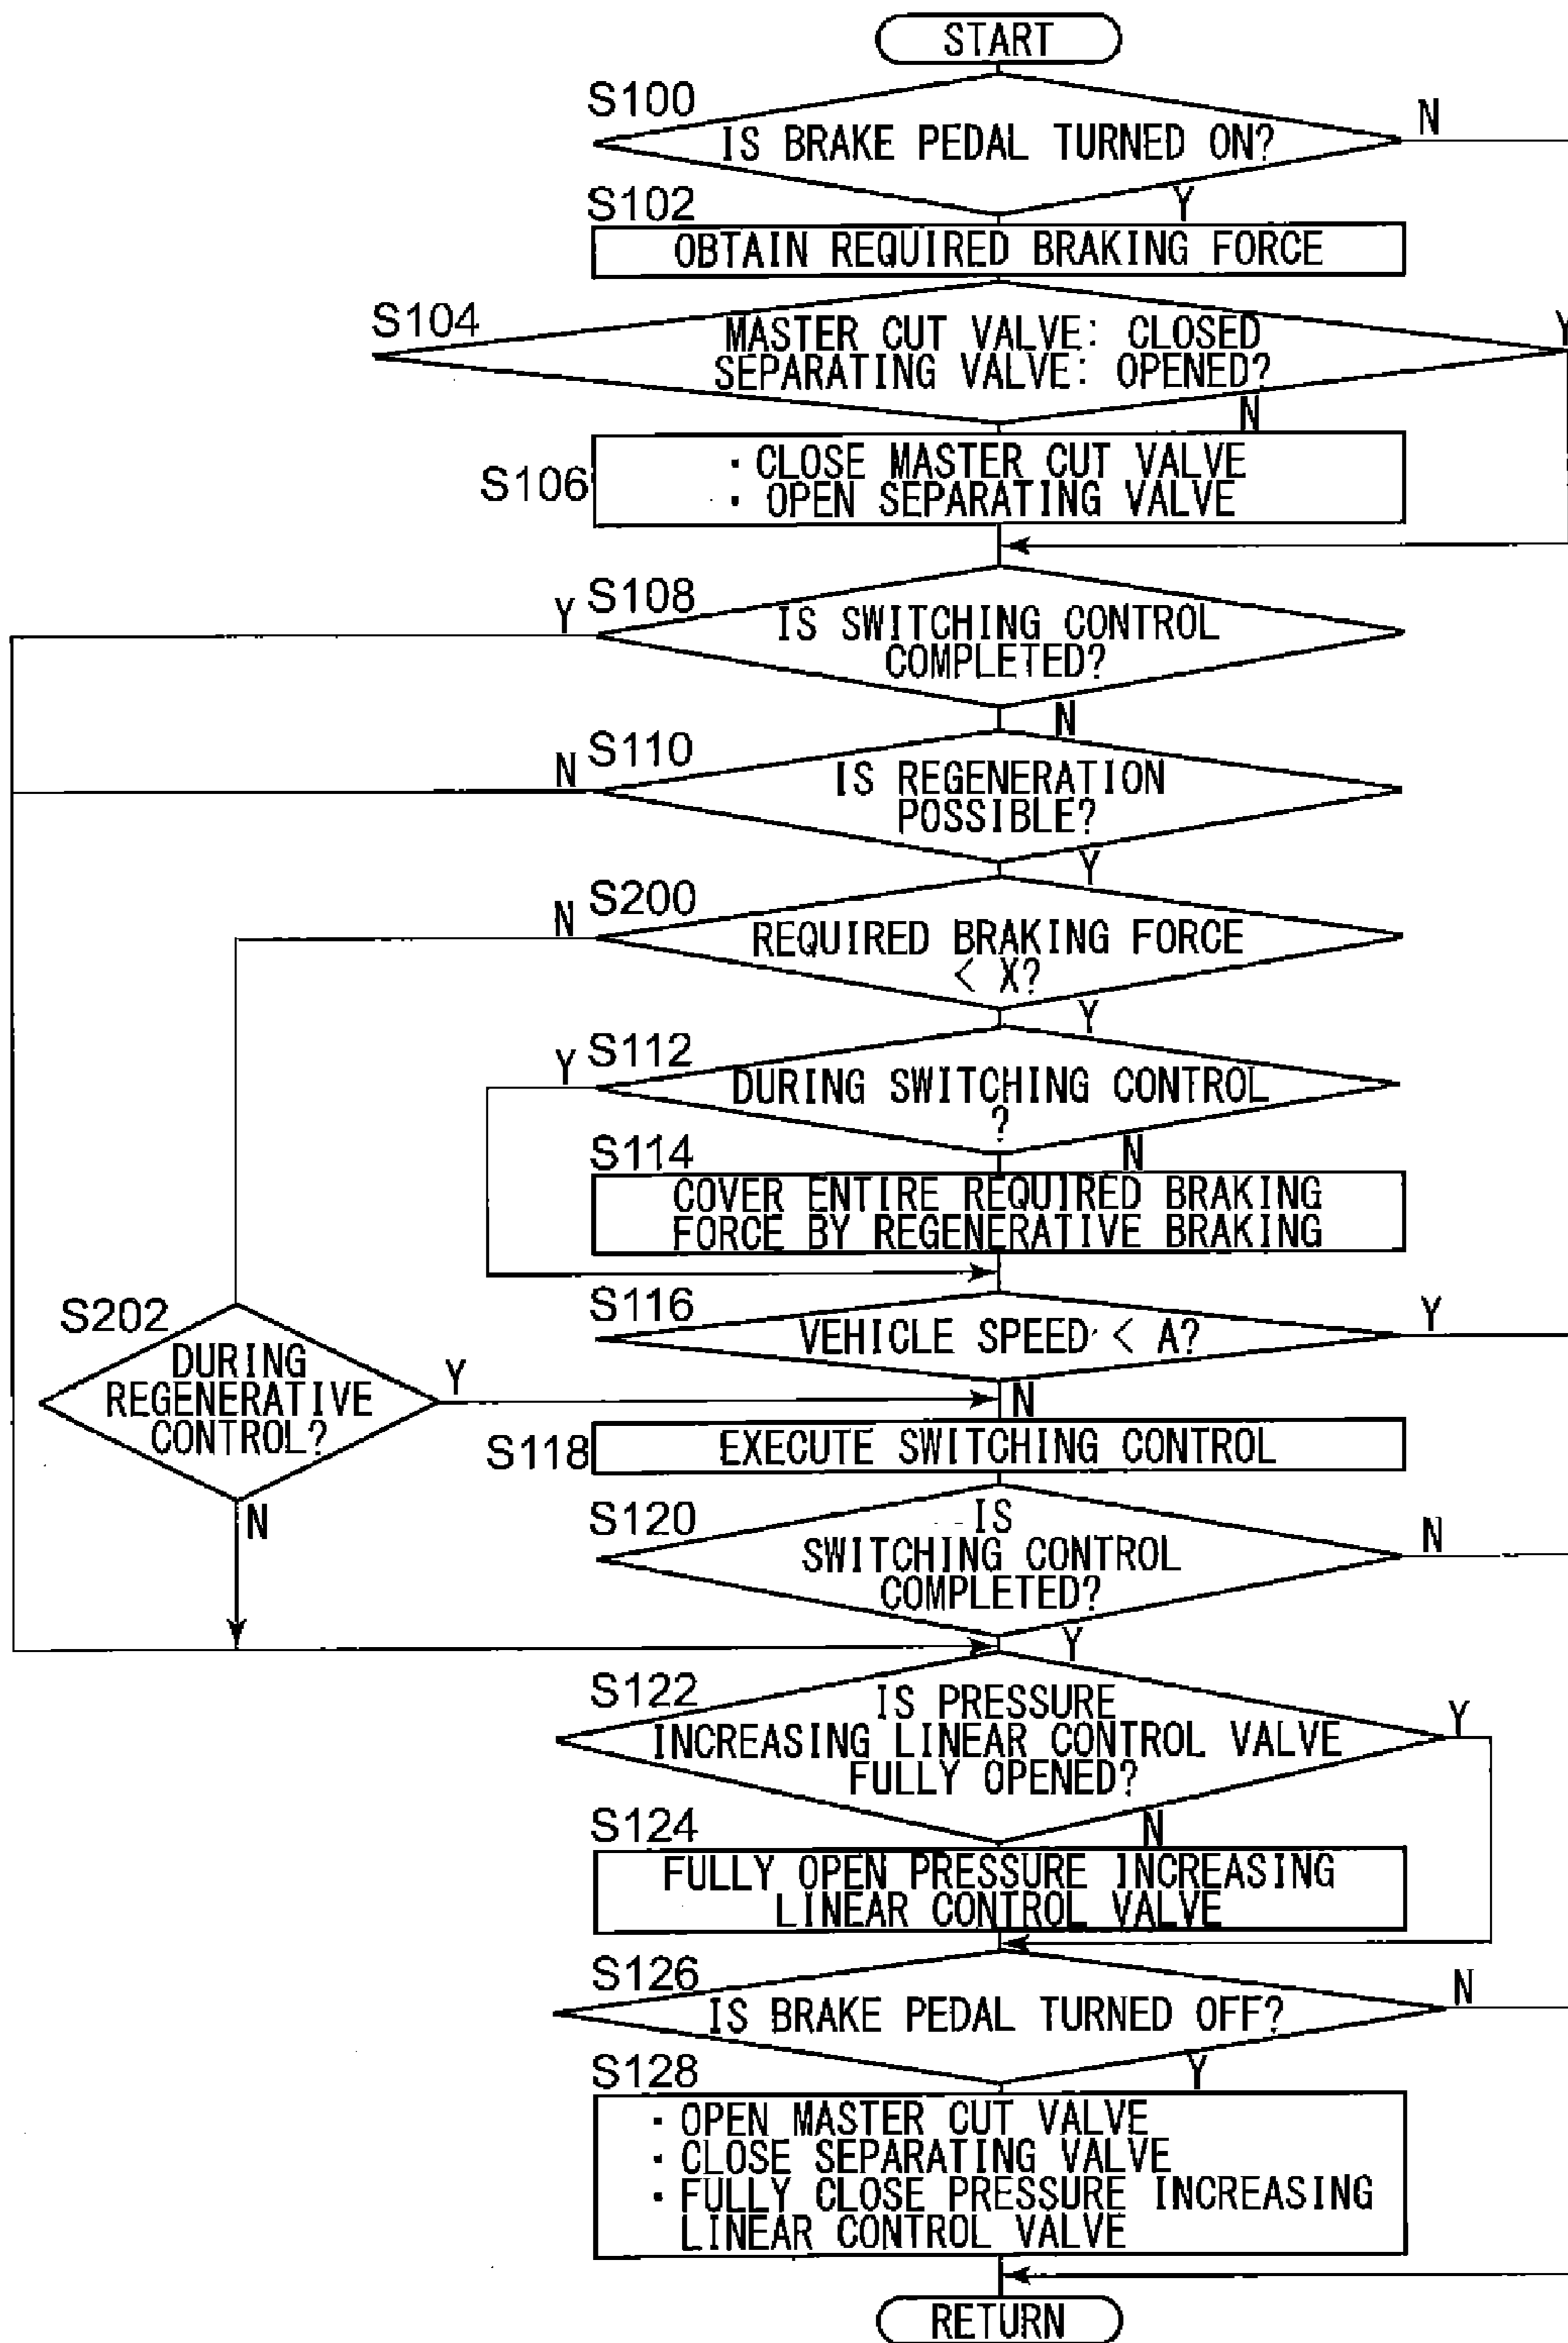 START
S100
IS BRAKE PEDAL TURNED ON?
N
Y
S102
OBTAIN REQUIRED BRAKING FORCE
S104
MASTER CUT VALVE: CLOSED
SEPARATING VALVE: OPENED?
Y
N
S106
· CLOSE MASTER CUT VALVE
· OPEN SEPARATING VALVE
S108
Y
IS SWITCHING CONTROL
COMPLETED?
N
S110
N
IS REGENERATION
POSSIBLE?
Y
S200
N
REQUIRED BRAKING FORCE
< X?
Y
S112
Y
DURING SWITCHING CONTROL
?
N
S114
COVER ENTIRE REQUIRED BRAKING
FORCE BY REGENERATIVE BRAKING
S116
VEHICLE SPEED < A?
Y
N
S202
DURING
REGENERATIVE
CONTROL?
Y
N
S118
EXECUTE SWITCHING CONTROL
S120
IS
SWITCHING CONTROL
COMPLETED?
N
Y
S122
IS PRESSURE
INCREASING LINEAR CONTROL VALVE
FULLY OPENED?
Y
N
S124
FULLY OPEN PRESSURE INCREASING
LINEAR CONTROL VALVE
S126
IS BRAKE PEDAL TURNED OFF?
N
Y
S128
· OPEN MASTER CUT VALVE
· CLOSE SEPARATING VALVE
· FULLY CLOSE PRESSURE INCREASING
LINEAR CONTROL VALVE
RETURN